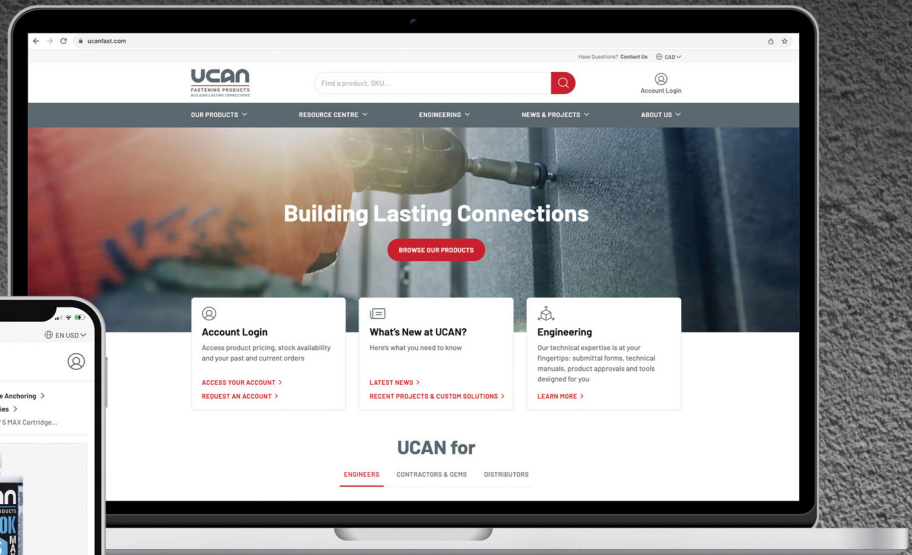 ucanfast.com
Have Questions? Contact Us CAD
ucan
FASTENING PRODUCTS
BUILDING LASTING CONNECTIONS
Find a product, SKU...
Account Login
OUR PRODUCTS RESOURCE CENTRE ENGINEERING NEWS & PROJECTS ABOUT US
Building Lasting Connections
BROWSE OUR PRODUCTS
Account Login
Access product pricing, stock availability
and your past and current orders
ACCESS YOUR ACCOUNT >
REQUEST AN ACCOUNT >
What's New at UCAN?
Here's what you need to know
LATEST NEWS >
RECENT PROJECTS & CUSTOM SOLUTIONS >
Engineering
Our technical expertise is at your
fingertips: submittal forms, technical
manuals, product approvals and tools
designed for you
LEARN MORE >
UCAN for
ENGINEERS CONTRACTORS & OEMS DISTRIBUTORS
EN USD
Anchoring >
5 MAX Cartridge...